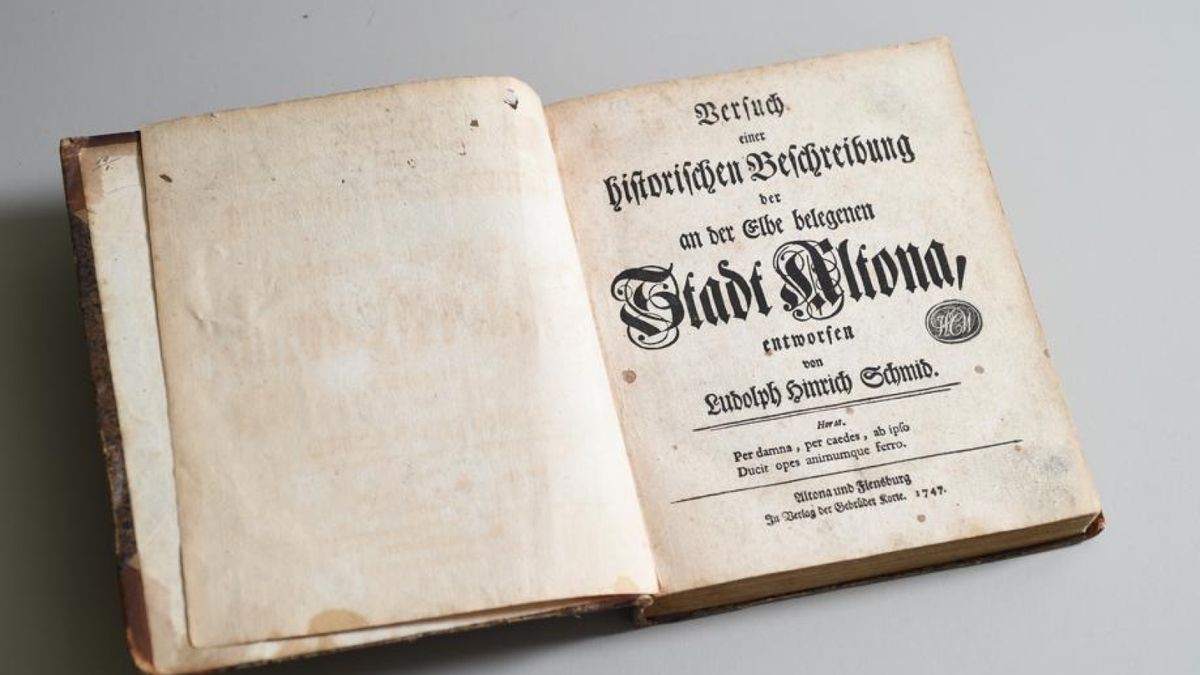 Versuch
einer
historischen Beschreibung
der
an der Elbe belegenen
Stadt Altona,
entworfen
von
Ludolph Hinrich Schmid.
Horat.
Per damna, per caedes, ab ipso
Ducit opes animumque ferro.
Altona und Flensburg
In Verlag der Gebrüder Korte. 1747.